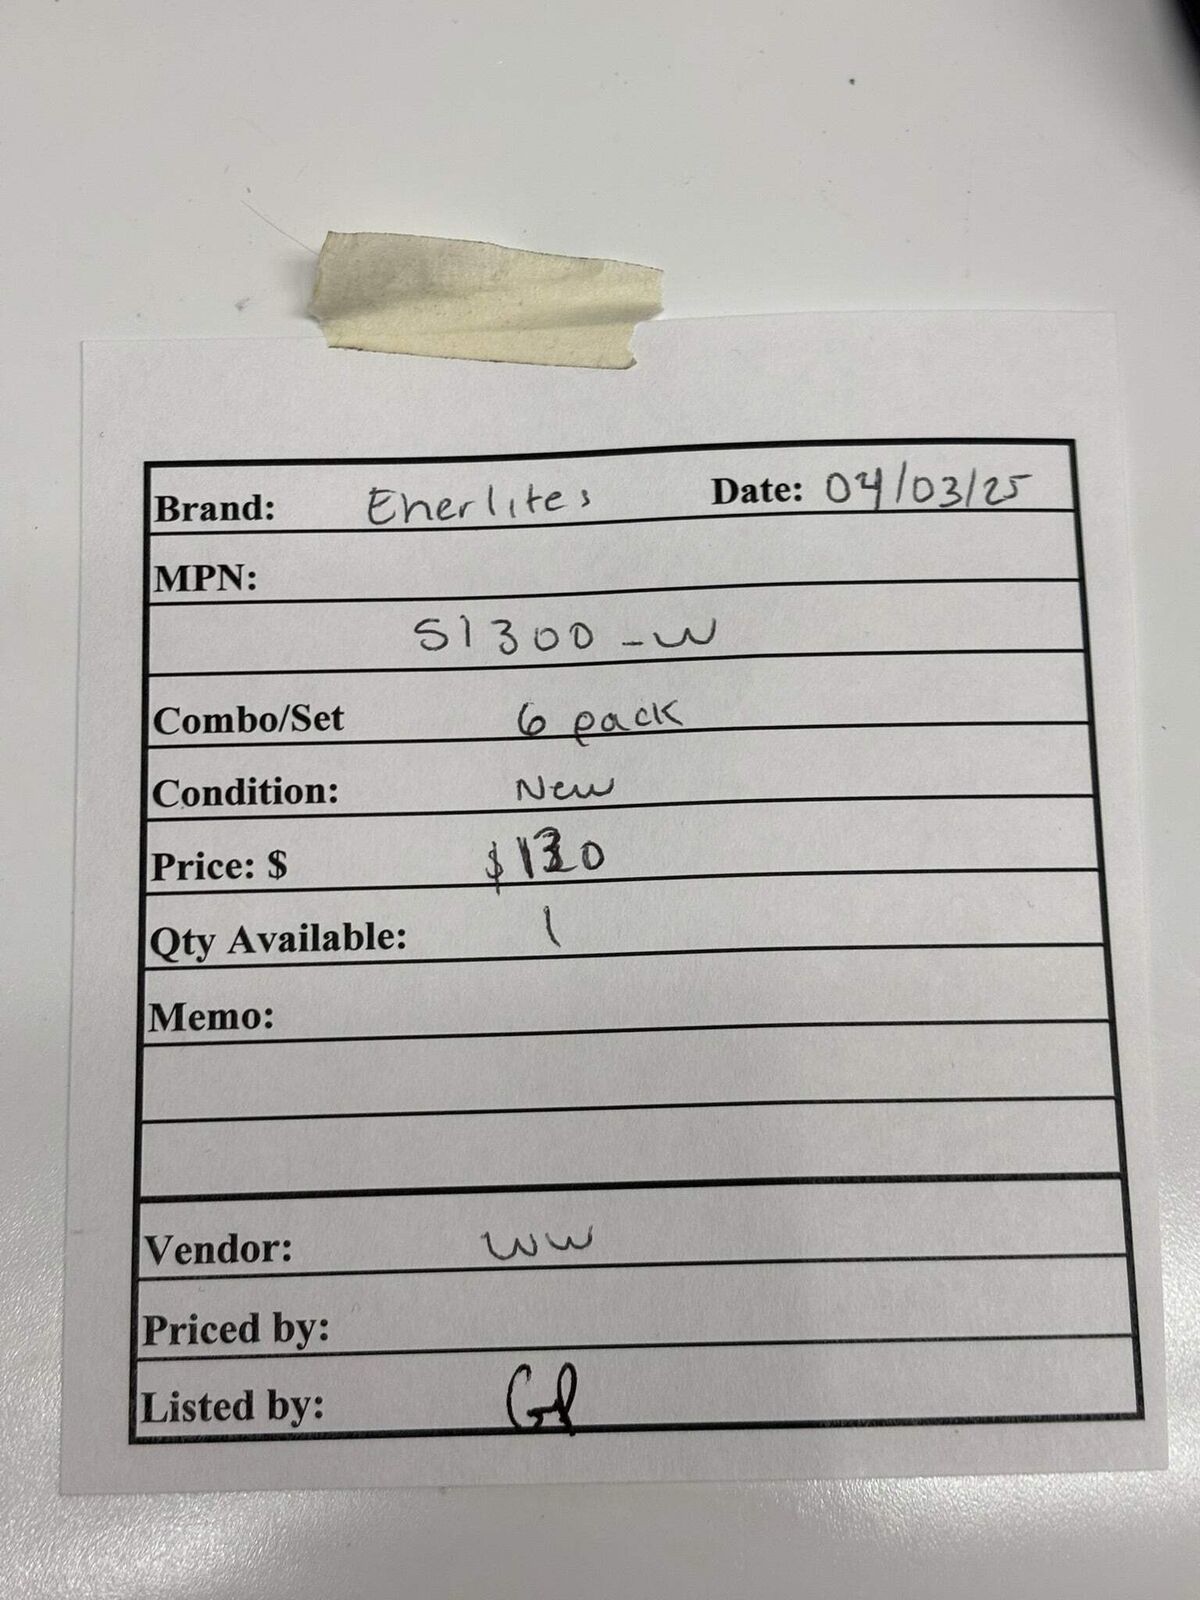 Brand: Enerlites Date: 04/03/25
MPN:
S1300-W
Combo/Set 6 pack
Condition: New
Price: $
Qty Available: 1
Memo:
Vendor: WW
Priced by:
Listed by: